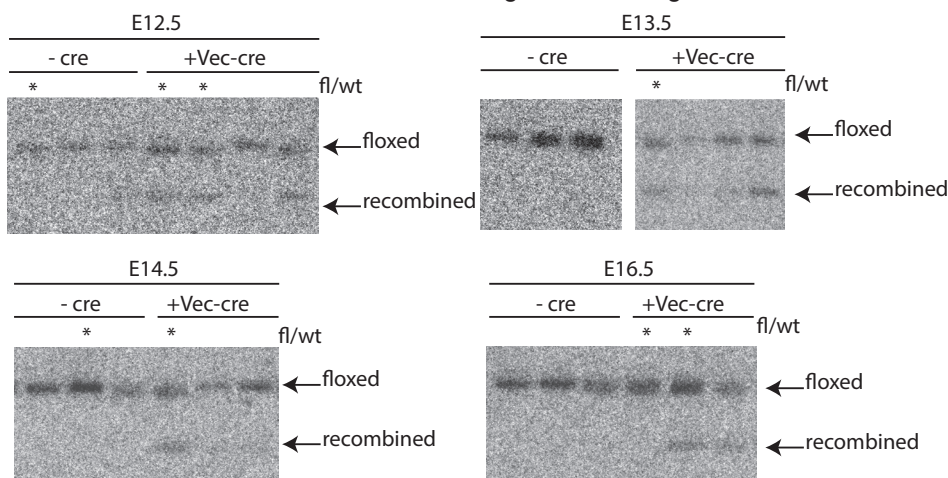 E12.5
- cre +Vec-cre
* * * fl/wt
floxed
recombined
E13.5
- cre +Vec-cre
* fl/wt
floxed
recombined
E14.5
- cre +Vec-cre
* * fl/wt
floxed
recombined
E16.5
- cre +Vec-cre
* * fl/wt
floxed
recombined